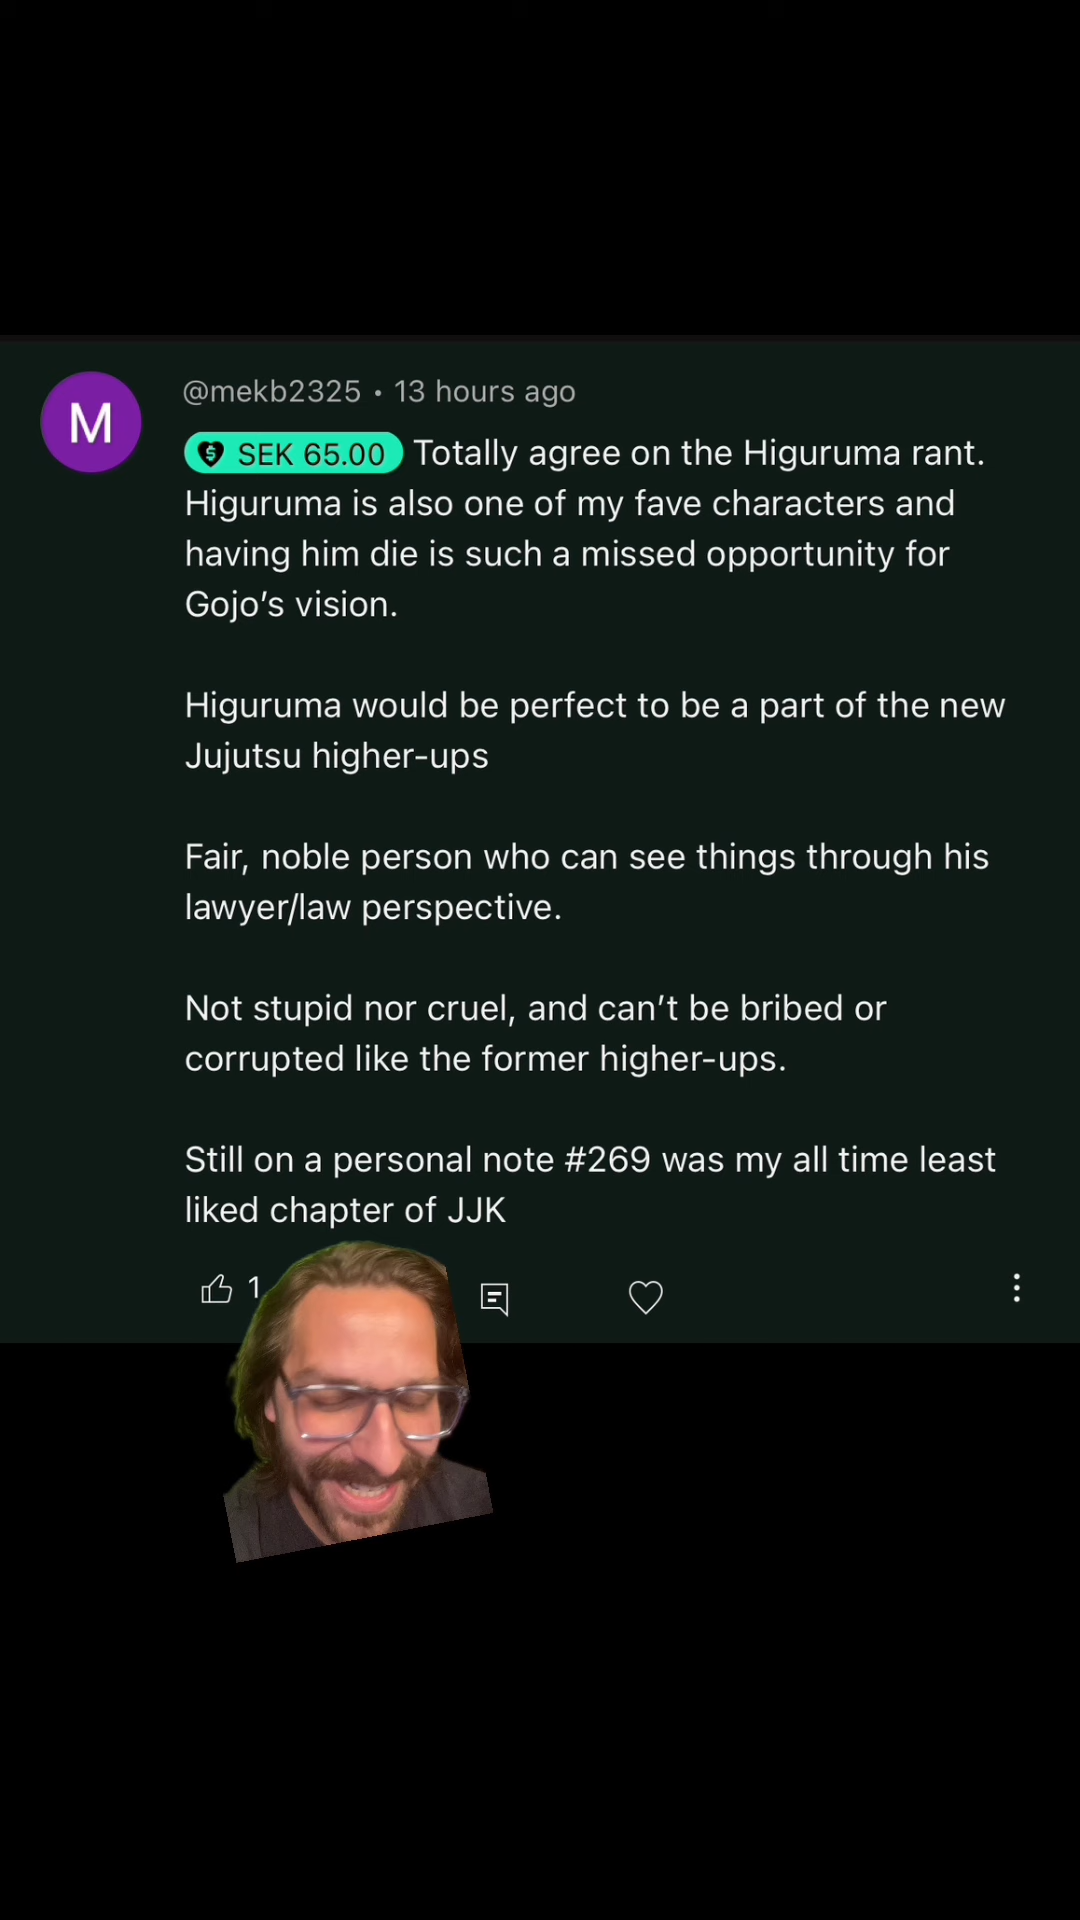 M
@mekb2325 • 13 hours ago
SEK 65.00 Totally agree on the Higuruma rant.
Higuruma is also one of my fave characters and
having him die is such a missed opportunity for
Gojo’s vision.
Higuruma would be perfect to be a part of the new
Jujutsu higher-ups
Fair, noble person who can see things through his
lawyer/law perspective.
Not stupid nor cruel, and can’t be bribed or
corrupted like the former higher-ups.
Still on a personal note #269 was my all time least
liked chapter of JJK
1